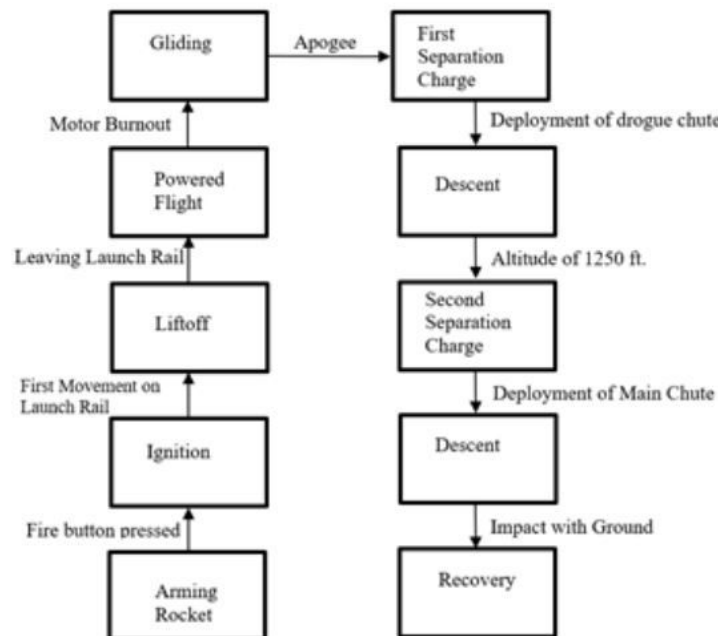 Gliding
Apogee
First
Separation
Charge
Motor Burnout
Deployment of drogue chute
Powered
Flight
Descent
Leaving Launch Rail
Altitude of 1250 ft.
Liftoff
Second
Separation
Charge
First Movement on
Launch Rail
Deployment of Main Chute
Ignition
Descent
Fire button pressed
Impact with Ground
Arming
Rocket
Recovery